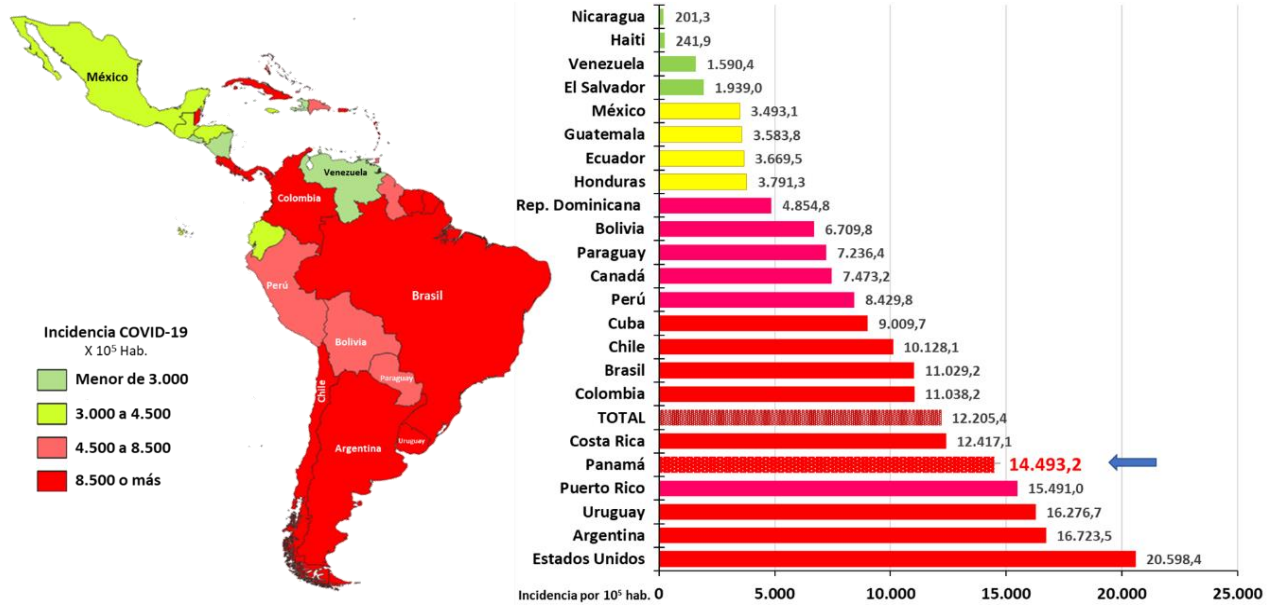 México
Venezuela
Colombia
Perú
Brasil
Bolivia
Paraguay
Chile
Argentina
Uruguay
Incidencia COVID-19
X 10⁵ Hab.
Menor de 3.000
3.000 a 4.500
4.500 a 8.500
8.500 o más
Nicaragua 201,3
Haiti 241,9
Venezuela 1.590,4
El Salvador 1.939,0
México 3.493,1
Guatemala 3.583,8
Ecuador 3.669,5
Honduras 3.791,3
Rep. Dominicana 4.854,8
Bolivia 6.709,8
Paraguay 7.236,4
Canadá 7.473,2
Perú 8.429,8
Cuba 9.009,7
Chile 10.128,1
Brasil 11.029,2
Colombia 11.038,2
TOTAL 12.205,4
Costa Rica 12.417,1
Panamá 14.493,2
Puerto Rico 15.491,0
Uruguay 16.276,7
Argentina 16.723,5
Estados Unidos 20.598,4
Incidencia por 10⁵ hab. 0 5.000 10.000 15.000 20.000 25.000